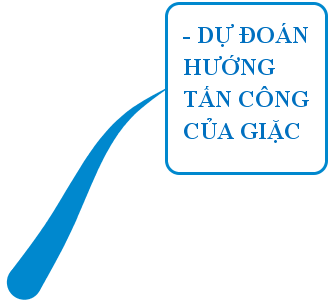 - DỰ ĐOÁN
HƯỚNG
TẤN CÔNG
CỦA GIẶC